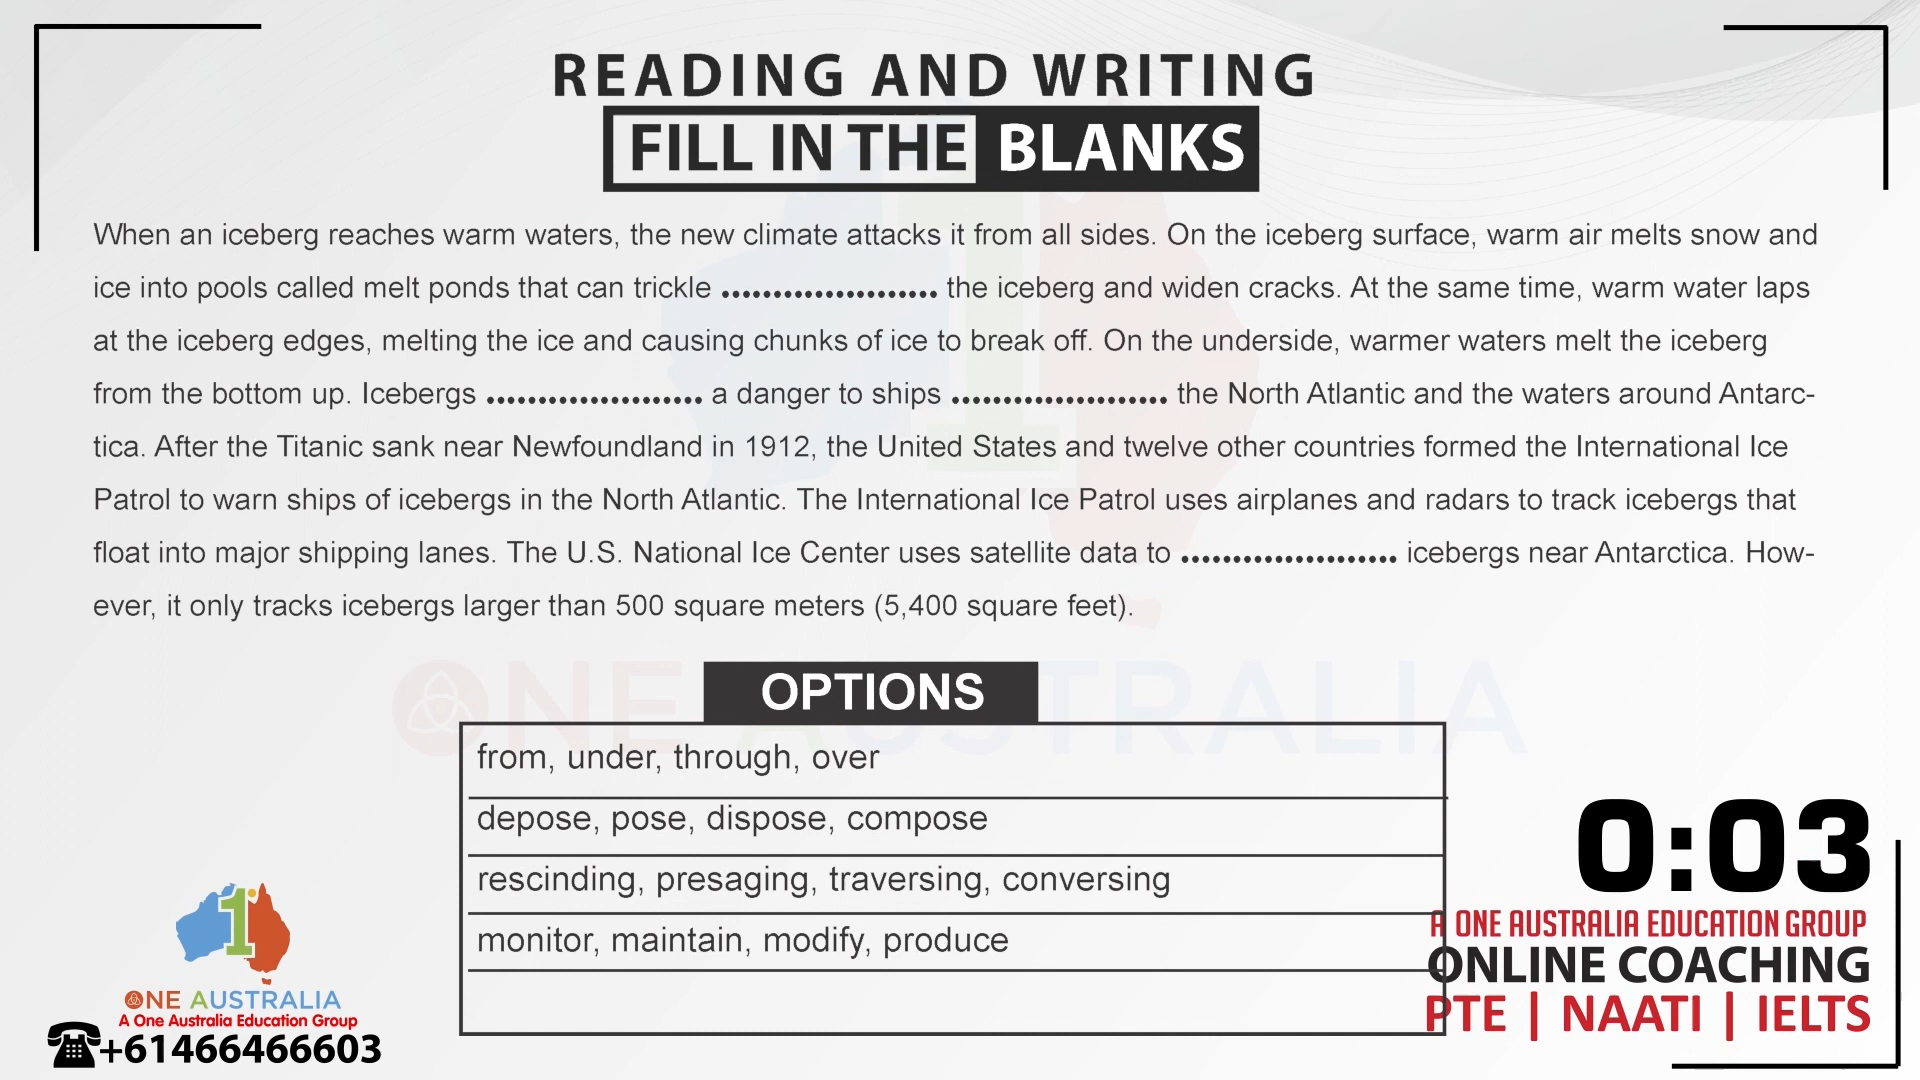 READING AND WRITING
FILL IN THE BLANKS
When an iceberg reaches warm waters, the new climate attacks it from all sides. On the iceberg surface, warm air melts snow and
ice into pools called melt ponds that can trickle ..................... the iceberg and widen cracks. At the same time, warm water laps
at the iceberg edges, melting the ice and causing chunks of ice to break off. On the underside, warmer waters melt the iceberg
from the bottom up. Icebergs ..................... a danger to ships ..................... the North Atlantic and the waters around Antarc-
tica. After the Titanic sank near Newfoundland in 1912, the United States and twelve other countries formed the International Ice
Patrol to warn ships of icebergs in the North Atlantic. The International Ice Patrol uses airplanes and radars to track icebergs that
float into major shipping lanes. The U.S. National Ice Center uses satellite data to ..................... icebergs near Antarctica. How-
ever, it only tracks icebergs larger than 500 square meters (5,400 square feet).
ONE AUSTRALIA
OPTIONS
from, under, through, over
depose, pose, dispose, compose
rescinding, presaging, traversing, conversing
monitor, maintain, modify, produce
0:03
A ONE AUSTRALIA EDUCATION GROUP
ONLINE COACHING
PTE | NAATI | IELTS
1
ONE AUSTRALIA
A One Australia Education Group
+61466466603